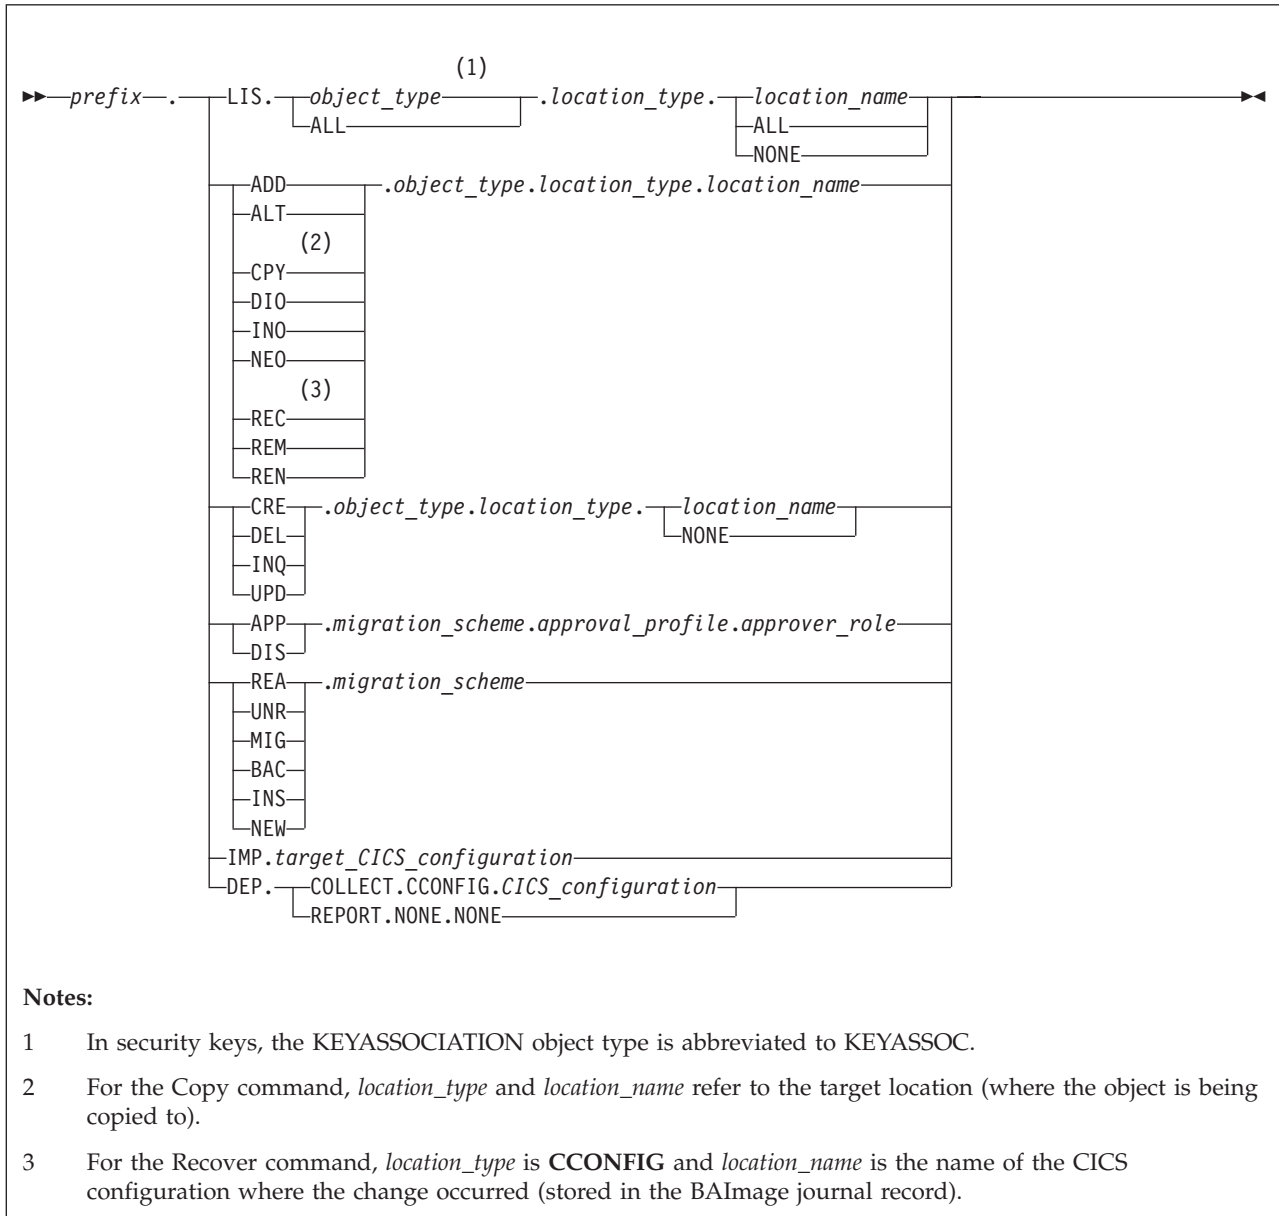 (1)
prefix . LIS. object_type .location_type. location_name
ALL ALL
NONE
ADD .object_type.location_type.location_name
ALT
(2)
CPY
DIO
INO
NEO
(3)
REC
REM
REN
CRE .object_type.location_type. location_name
DEL NONE
INQ
UPD
APP .migration_scheme.approval_profile.approver_role
DIS
REA .migration_scheme
UNR
MIG
BAC
INS
NEW
IMP.target_CICS_configuration
DEP. COLLECT.CCONFIG.CICS_configuration
REPORT.NONE.NONE
Notes:
1 In security keys, the KEYASSOCIATION object type is abbreviated to KEYASSOC.
2 For the Copy command, location_type and location_name refer to the target location (where the object is being
copied to).
3 For the Recover command, location_type is CCONFIG and location_name is the name of the CICS
configuration where the change occurred (stored in the BAImage journal record).